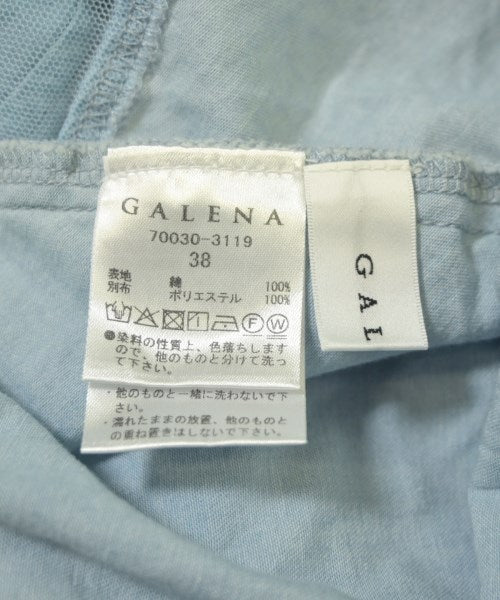 GALENA
70030-3119
38
表地 綿 100%
別布 ポリエステル 100%
F W
●染料の性質上、色落ちします
ので、他のものと分けて洗っ
て下さい。
・他のものと一緒に洗わないで下
さい。
・濡れたままの放置、他のものと
の重ね置きはしないで下さい。
GAL